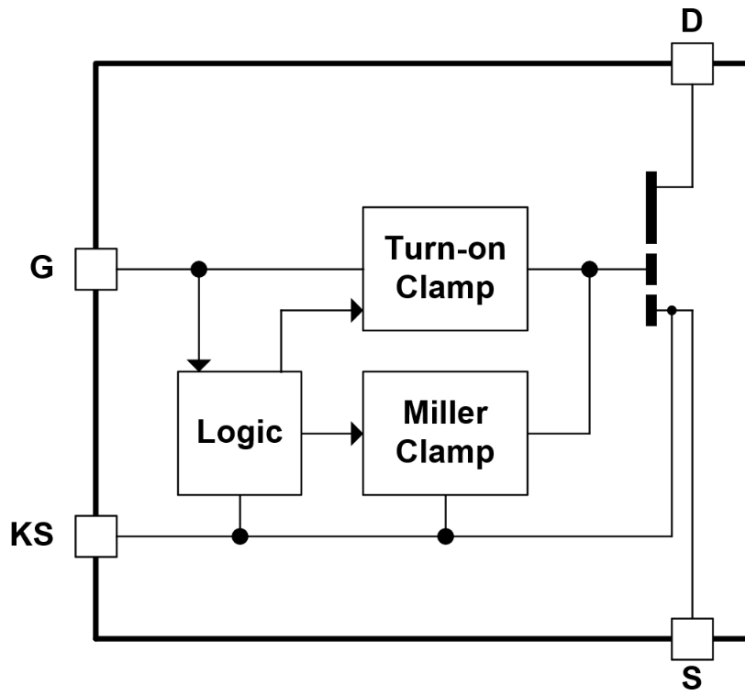 D
G
Turn-on
Clamp
Logic
Miller
Clamp
KS
S